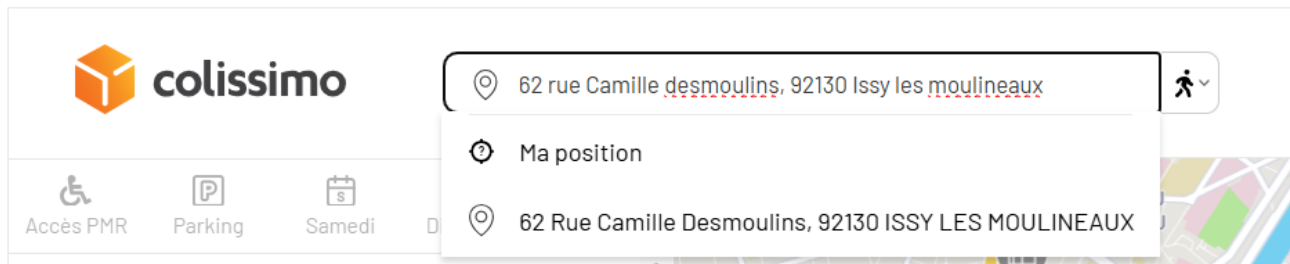 colissimo
62 rue Camille desmoulins, 92130 Issy les moulineaux
Ma position
62 Rue Camille Desmoulins, 92130 ISSY LES MOULINEAUX
Accès PMR
P
Parking
S
Samedi